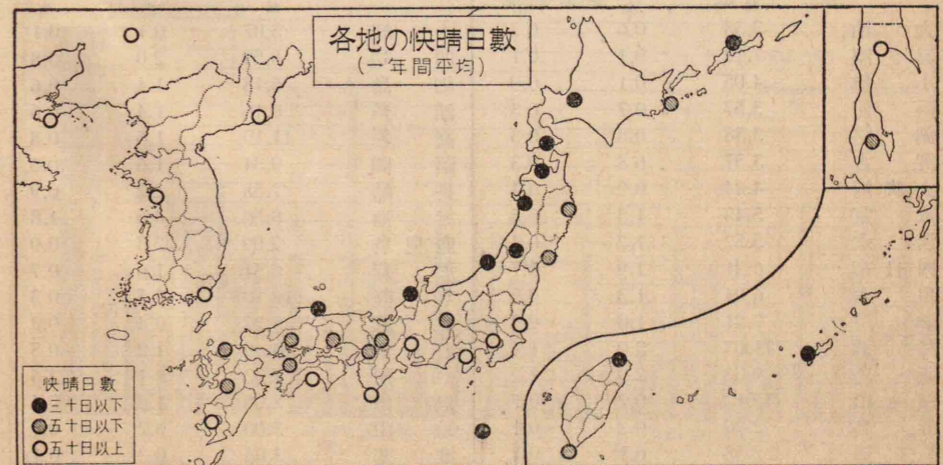 各地の快晴日數
(一年間平均)
快晴日數
三十日以下
五十日以下
五十日以上